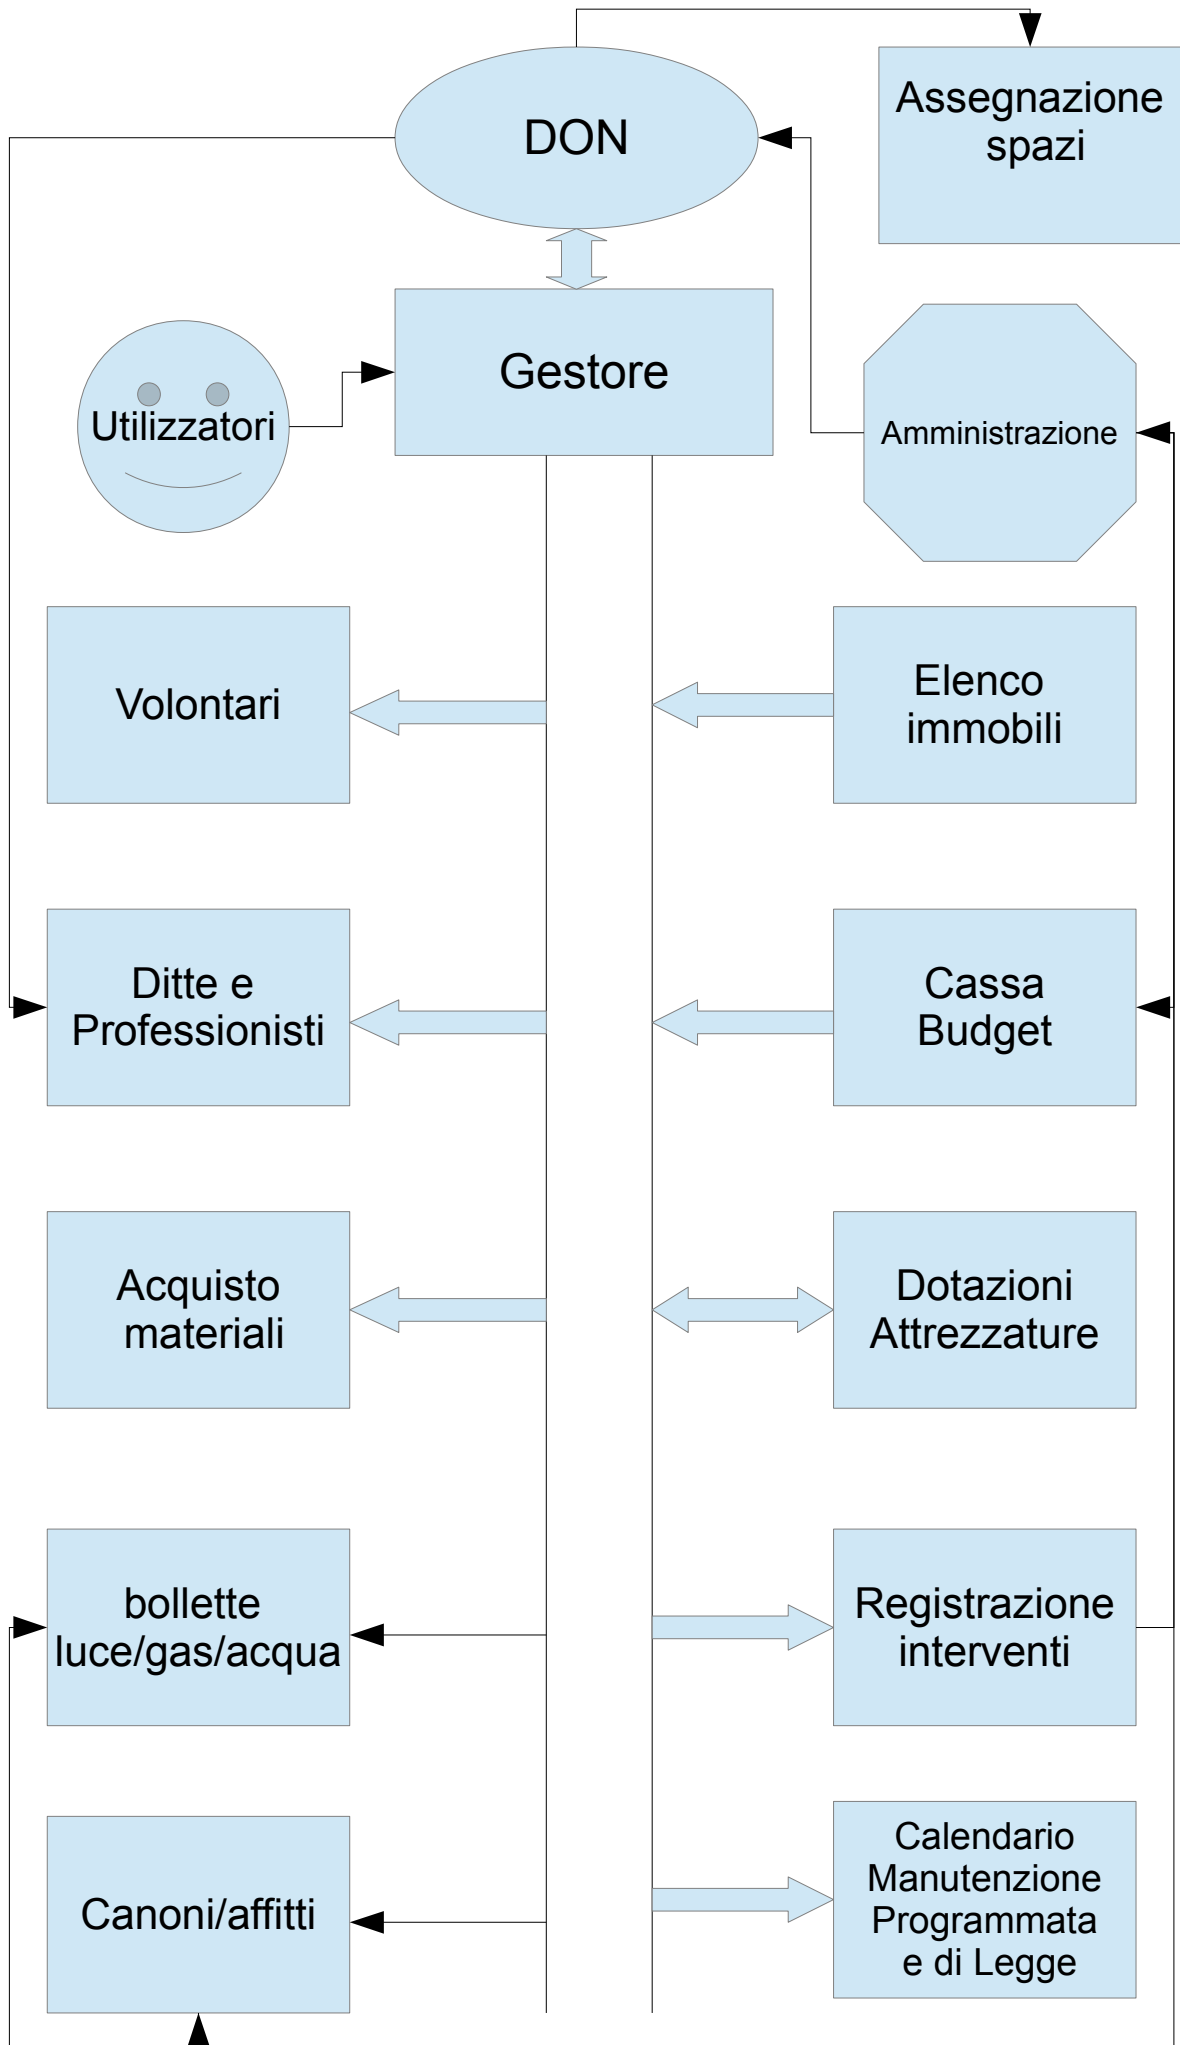 DON
Assegnazione
spazi
Gestore
Utilizzatori
Amministrazione
Volontari
Elenco
immobili
Ditte e
Professionisti
Cassa
Budget
Acquisto
materiali
Dotazioni
Attrezzature
bollette
luce/gas/acqua
Registrazione
interventi
Canoni/affitti
Calendario
Manutenzione
Programmata
e di Legge